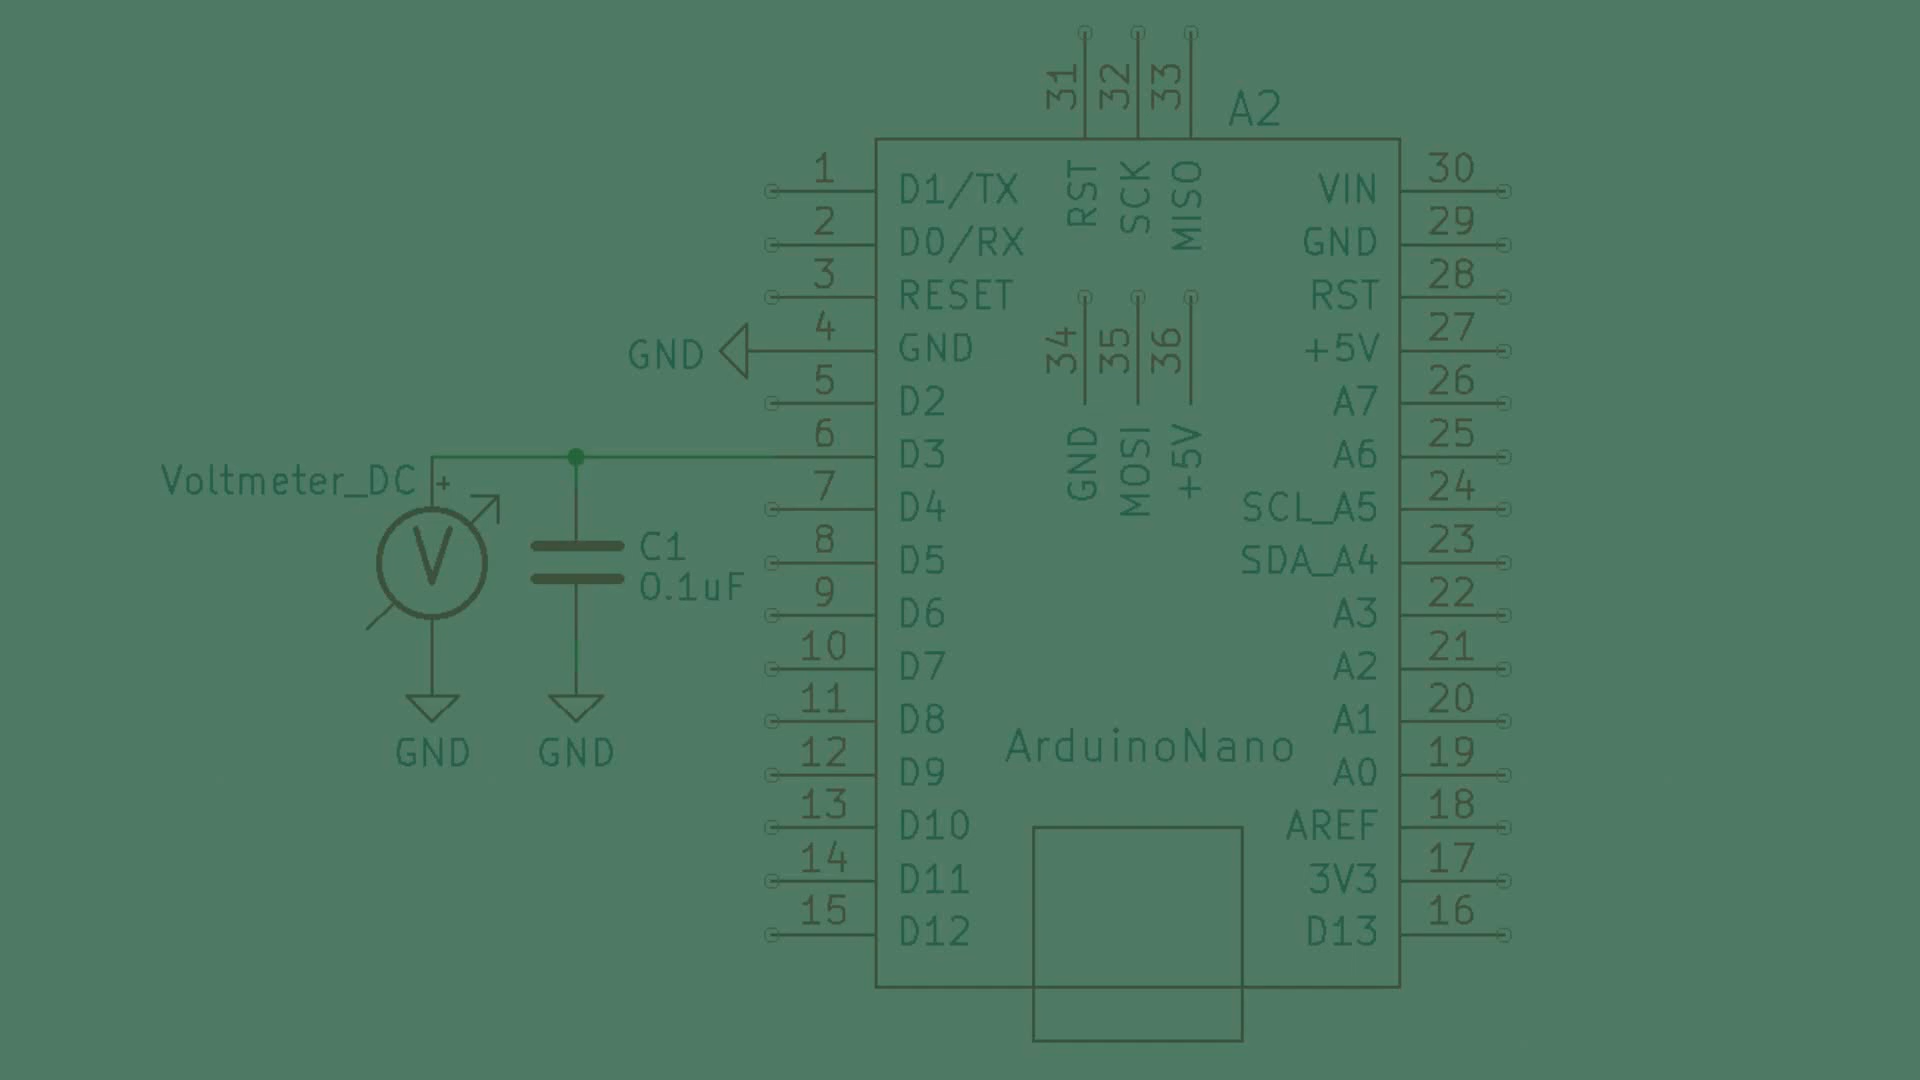 31
32
33
A2
1
D1/TX
RST
SCK
MISO
VIN
30
2
D0/RX
GND
29
3
RESET
RST
28
GND
4
GND
34
35
36
+5V
27
5
D2
A7
26
6
D3
GND
MOSI
+5V
A6
25
Voltmeter_DC
+
7
D4
SCL_A5
24
V
C1
0.1uF
8
D5
SDA_A4
23
9
D6
A3
22
10
D7
A2
21
11
D8
A1
20
GND
GND
12
D9
ArduinoNano
A0
19
13
D10
AREF
18
14
D11
3V3
17
15
D12
D13
16